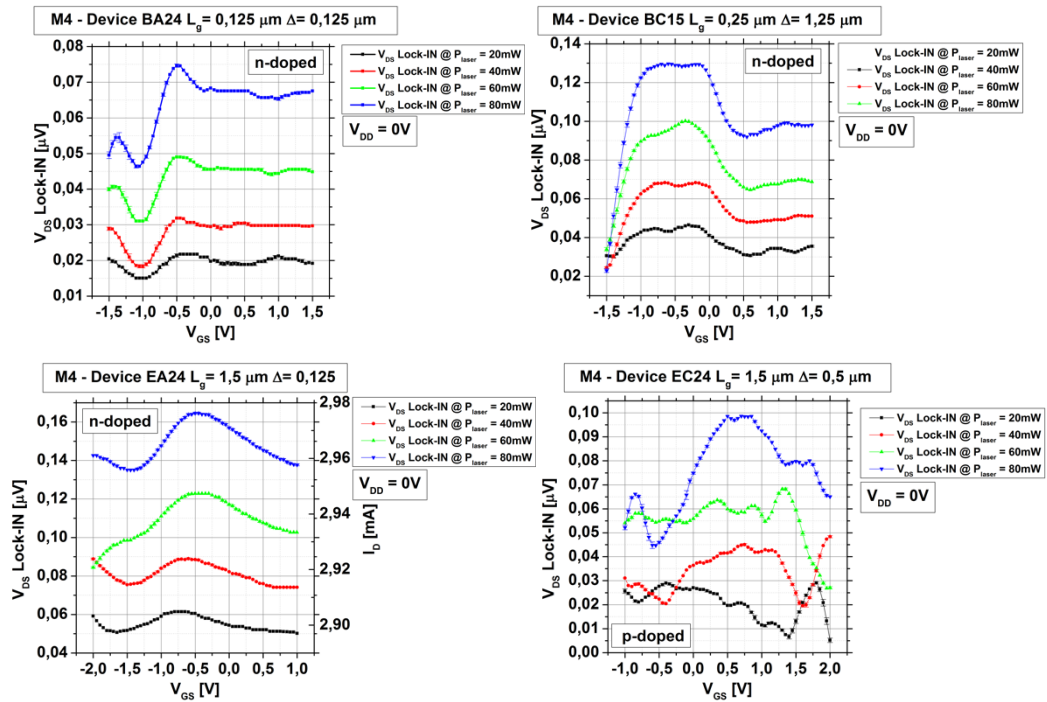 M4 - Device BA24 Lg = 0,125 μm Δ= 0,125 μm
n-doped
VDS Lock-IN [μV]
0,08
0,07
0,06
0,05
0,04
0,03
0,02
0,01
-1,5 -1,0 -0,5 0,0 0,5 1,0 1,5
VGS [V]
VDS Lock-IN @ Plaser = 20mW
VDS Lock-IN @ Plaser = 40mW
VDS Lock-IN @ Plaser = 60mW
VDS Lock-IN @ Plaser = 80mW
VDD = 0V
M4 - Device BC15 Lg = 0,25 μm Δ= 1,25 μm
n-doped
VDS Lock-IN [μV]
0,14
0,12
0,10
0,08
0,06
0,04
0,02
-1,5 -1,0 -0,5 0,0 0,5 1,0 1,5
VGS [V]
VDS Lock-IN @ Plaser = 20mW
VDS Lock-IN @ Plaser = 40mW
VDS Lock-IN @ Plaser = 60mW
VDS Lock-IN @ Plaser = 80mW
VDD = 0V
M4 - Device EA24 Lg= 1,5 μm Δ= 0,125
n-doped
VDS Lock-IN [μV]
0,16
0,14
0,12
0,10
0,08
0,06
0,04
-2,0 -1,5 -1,0 -0,5 0,0 0,5 1,0
VGS [V]
2,98
2,96
2,94
2,92
2,90
ID [mA]
VDS Lock-IN @ Plaser = 20mW
VDS Lock-IN @ Plaser = 40mW
VDS Lock-IN @ Plaser = 60mW
VDS Lock-IN @ Plaser = 80mW
VDD = 0V
M4 - Device EC24 Lg = 1,5 μm Δ= 0,5 μm
p-doped
VDS Lock-IN [μV]
0,10
0,09
0,08
0,07
0,06
0,05
0,04
0,03
0,02
0,01
0,00
-1,0 -0,5 0,0 0,5 1,0 1,5 2,0
VGS [V]
VDS Lock-IN @ Plaser = 20mW
VDS Lock-IN @ Plaser = 40mW
VDS Lock-IN @ Plaser = 60mW
VDS Lock-IN @ Plaser = 80mW
VDD = 0V